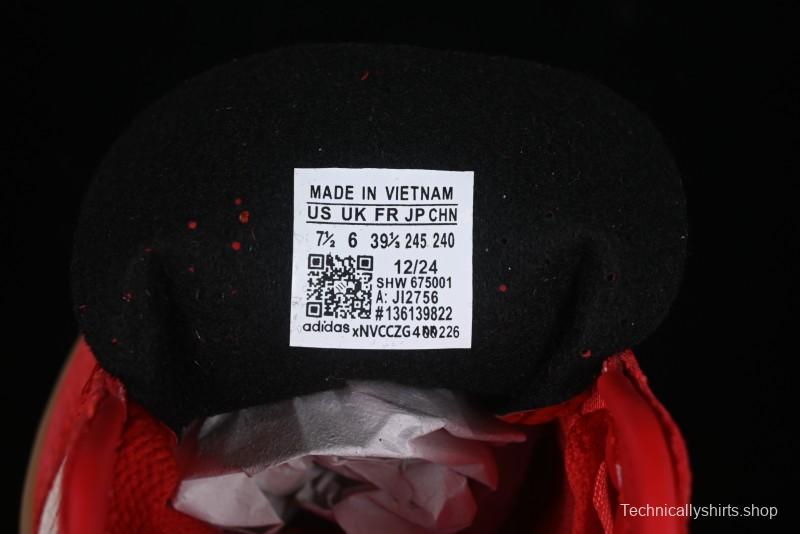 MADE IN VIETNAM
US UK FR JP CHN
7½ 6 39⅓ 245 240
12/24
SHW 675001
A: JI2756
#136139822
adidas
Technicallyshirts.shop